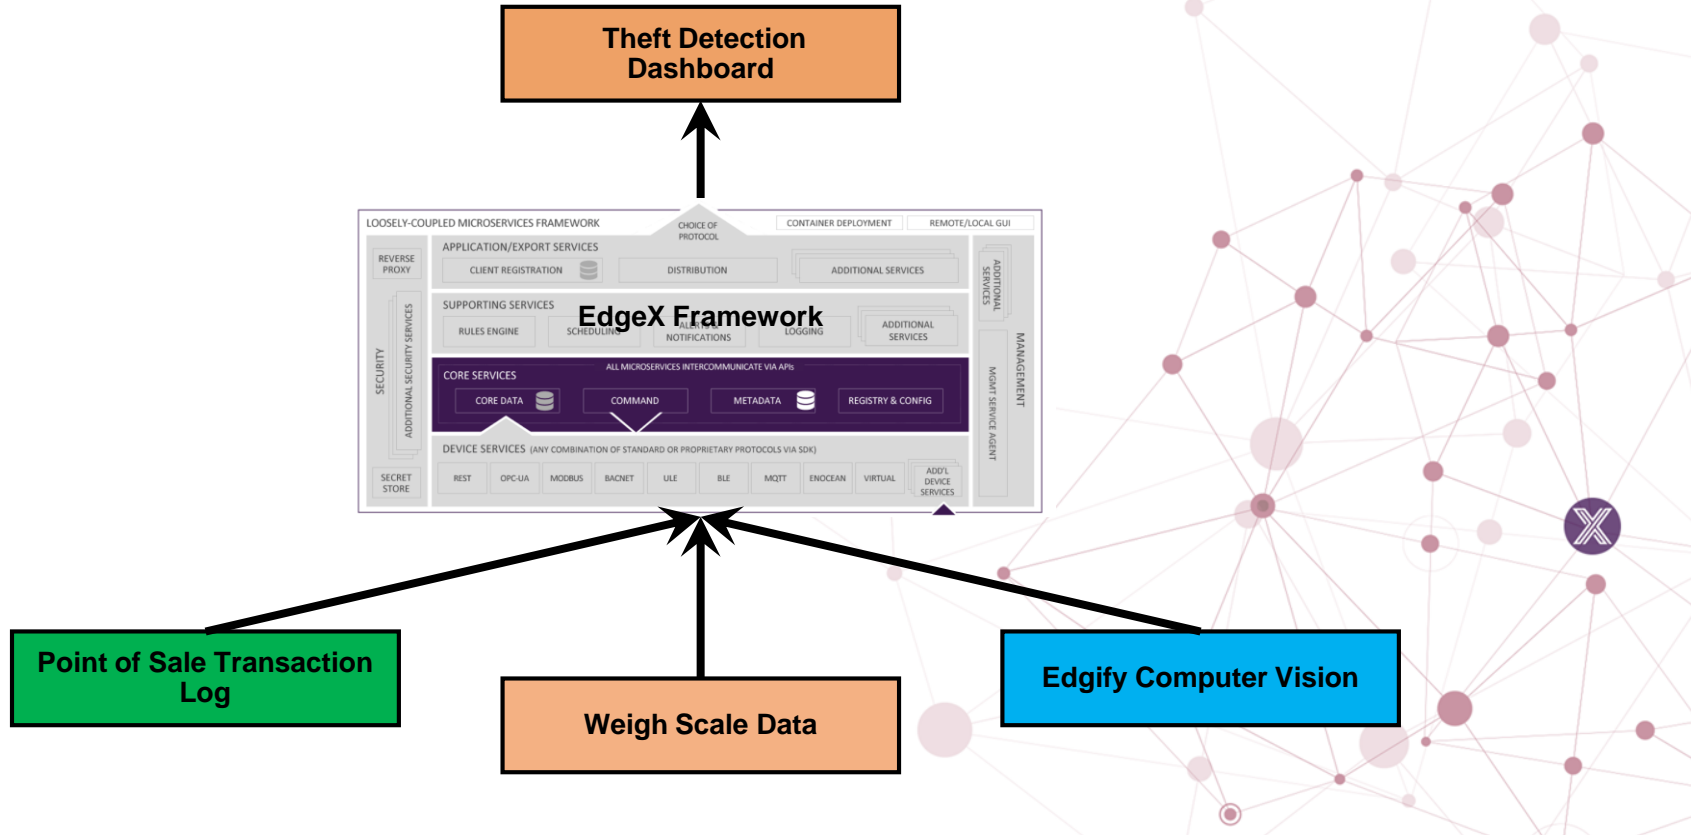 Theft Detection
Dashboard
LOOSELY-COUPLED MICROSERVICES FRAMEWORK
CHOICE OF
PROTOCOL
CONTAINER DEPLOYMENT
REMOTE/LOCAL GUI
REVERSE
PROXY
APPLICATION/EXPORT SERVICES
CLIENT REGISTRATION
DISTRIBUTION
ADDITIONAL SERVICES
ADDITIONAL
SERVICES
SUPPORTING SERVICES
EdgeX Framework
RULES ENGINE
SCHEDULING
ALERTS &
NOTIFICATIONS
LOGGING
ADDITIONAL
SERVICES
SECURITY
ADDITIONAL SECURITY SERVICES
MANAGEMENT
MGMT SERVICE AGENT
ALL MICROSERVICES INTERCOMMUNICATE VIA APIs
CORE SERVICES
CORE DATA
COMMAND
METADATA
REGISTRY & CONFIG
DEVICE SERVICES (ANY COMBINATION OF STANDARD OR PROPRIETARY PROTOCOLS VIA SDK)
SECRET
STORE
REST
OPC-UA
MODBUS
BACNET
ULE
BLE
MQTT
ENOCEAN
VIRTUAL
ADD'L
DEVICE
SERVICES
Point of Sale Transaction
Log
Weigh Scale Data
Edgify Computer Vision